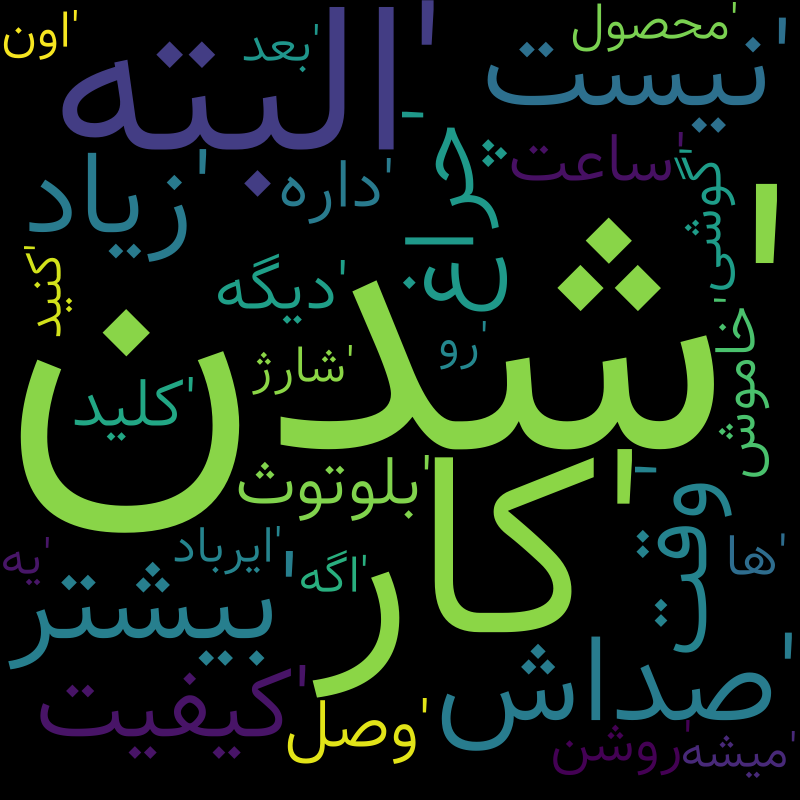 'اون
'البته
'بعد
'نیست
'محصول
'زیاد
'داره
'چراغ
'ساعت
'گوشی
'کنید
'دیگه
'شدن
'رو
'شارژ
'خاموش
'کلید
'بلوتوث
'کار
'وقت
'یه
'ایرباد
'اگه
'ها
'بیشتر
'کیفیت
'وصل
'صداش
'روشن
'میشه